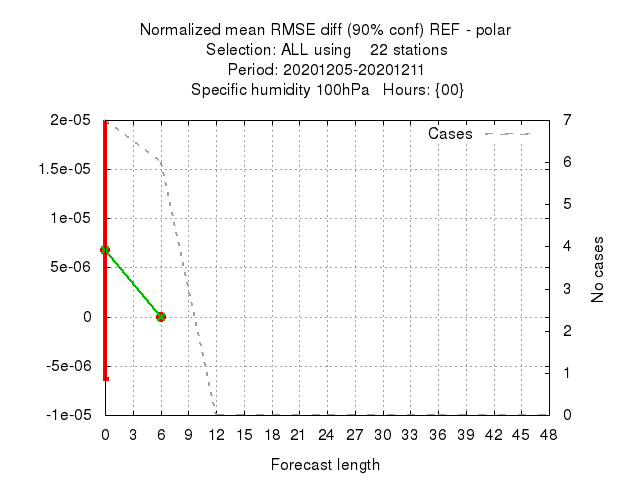 Normalized mean RMSE diff (90% conf) REF - polar
Selection: ALL using    22 stations
Period: 20201205-20201211
Specific humidity 100hPa   Hours: {00}
Cases
2e-05
1.5e-05
1e-05
5e-06
0
-5e-06
-1e-05
7
6
5
4
3
2
1
0
No cases
0 3 6 9 12 15 18 21 24 27 30 33 36 39 42 45 48
Forecast length